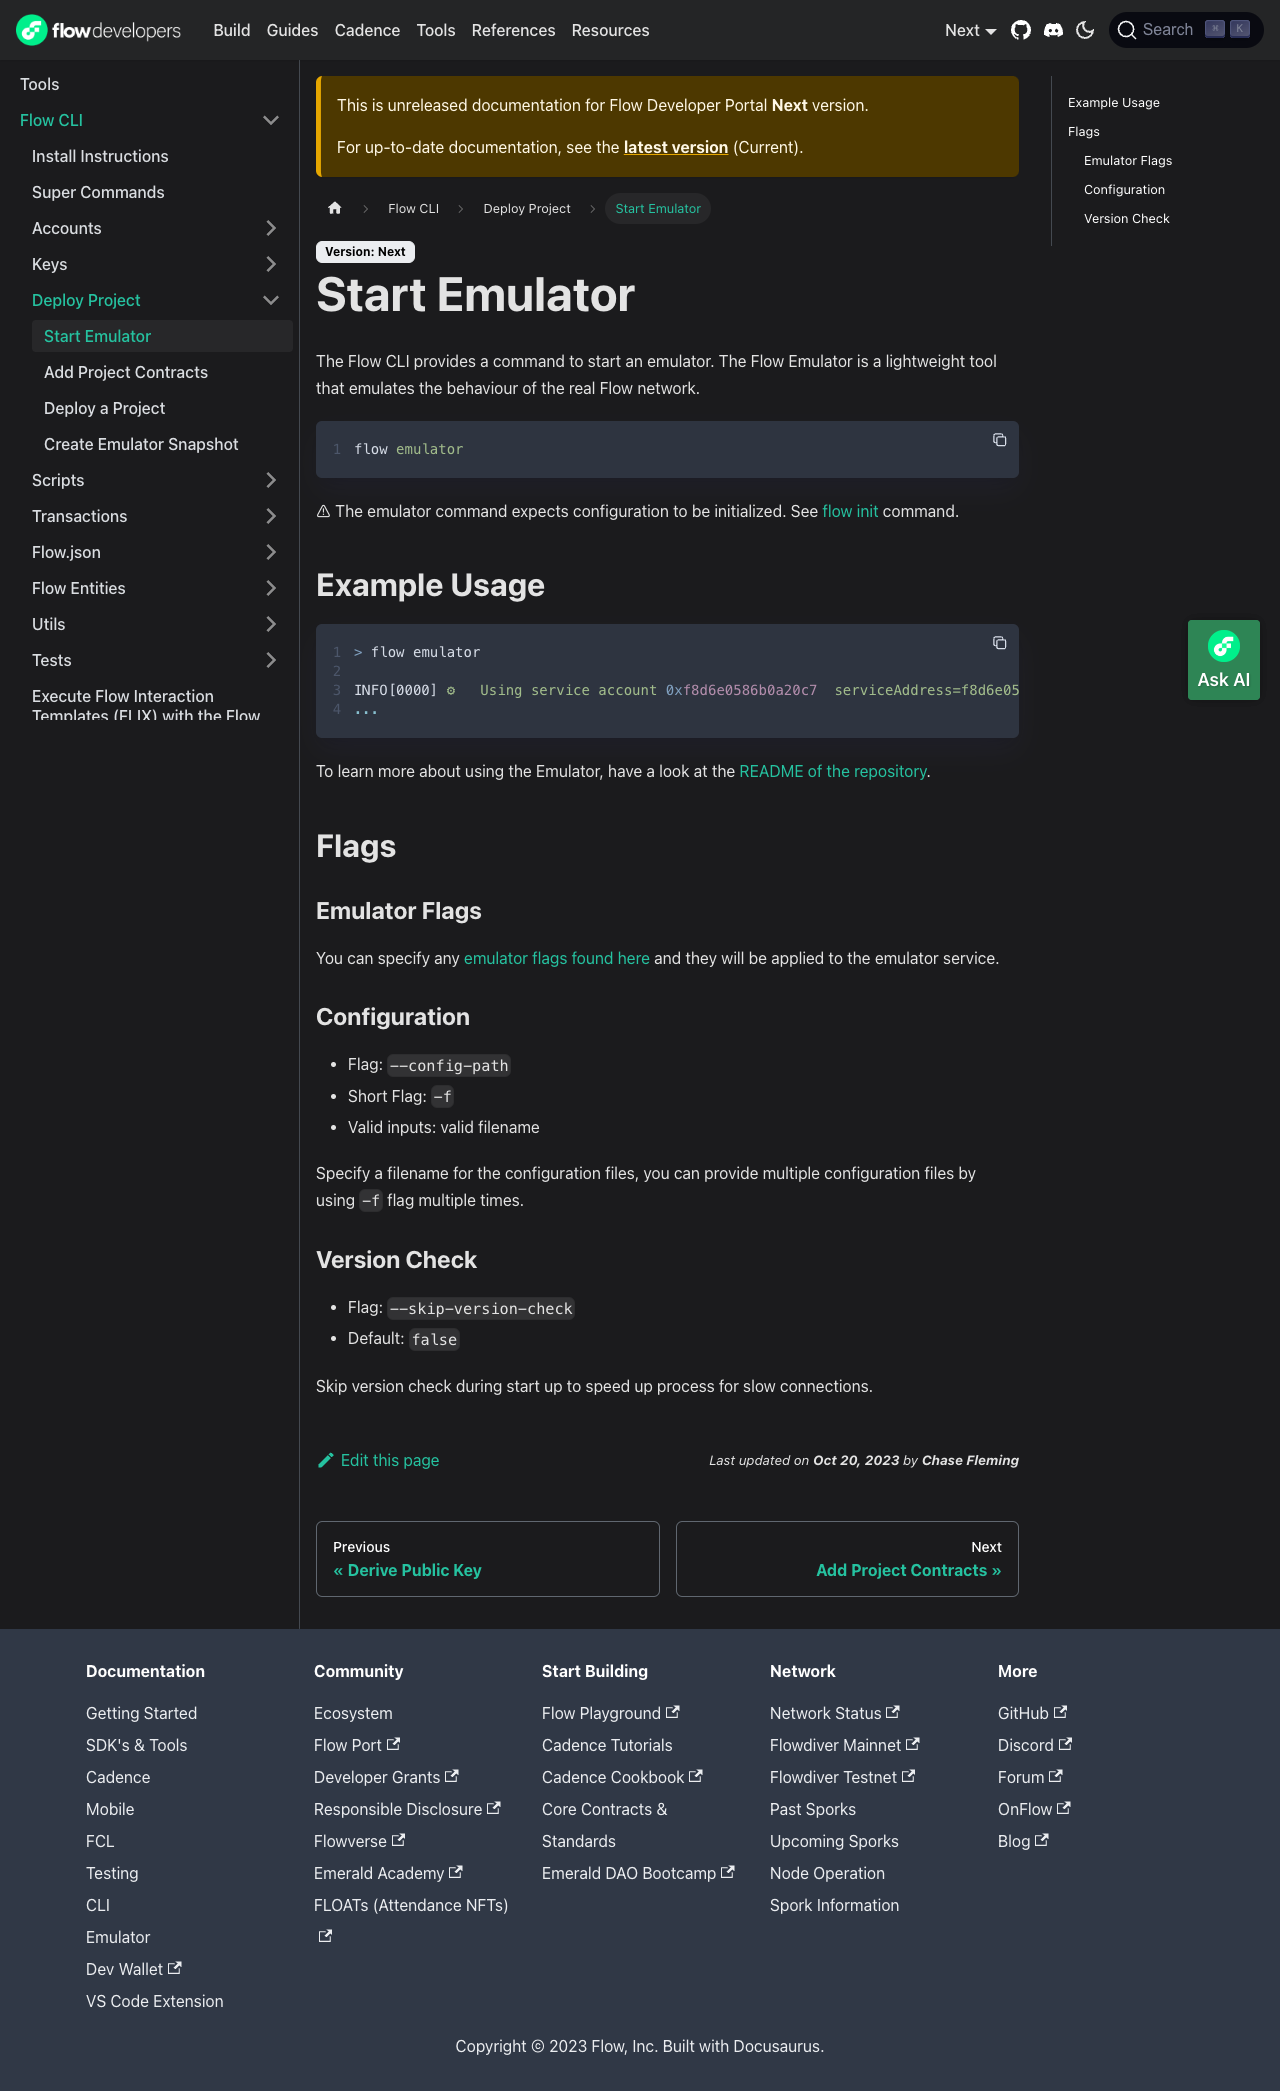 flowdevelopers Build Guides Cadence Tools References Resources Next Search ⌘ K
Tools
Flow CLI
Install Instructions
Super Commands
Accounts
Keys
Deploy Project
Start Emulator
Add Project Contracts
Deploy a Project
Create Emulator Snapshot
Scripts
Transactions
Flow.json
Flow Entities
Utils
Tests
Execute Flow Interaction
Templates (FLIX) with the Flow
This is unreleased documentation for Flow Developer Portal Next version.
For up-to-date documentation, see the latest version (Current).
Flow CLI Deploy Project Start Emulator
Version: Next
Start Emulator
The Flow CLI provides a command to start an emulator. The Flow Emulator is a lightweight tool
that emulates the behaviour of the real Flow network.
1 flow emulator
⚠ The emulator command expects configuration to be initialized. See flow init command.
Example Usage
1 > flow emulator
2
3 INFO[0000] ⚙ Using service account 0xf8d6e0586b0a20c7 serviceAddress=f8d6e05
4 ...
To learn more about using the Emulator, have a look at the README of the repository.
Flags
Emulator Flags
You can specify any emulator flags found here and they will be applied to the emulator service.
Configuration
• Flag: --config-path
• Short Flag: -f
• Valid inputs: valid filename
Specify a filename for the configuration files, you can provide multiple configuration files by
using -f flag multiple times.
Version Check
• Flag: --skip-version-check
• Default: false
Skip version check during start up to speed up process for slow connections.
Edit this page
Last updated on Oct 20, 2023 by Chase Fleming
Previous
« Derive Public Key
Next
Add Project Contracts »
Example Usage
Flags
Emulator Flags
Configuration
Version Check
Ask AI
Documentation
Getting Started
SDK's & Tools
Cadence
Mobile
FCL
Testing
CLI
Emulator
Dev Wallet
VS Code Extension
Community
Ecosystem
Flow Port
Developer Grants
Responsible Disclosure
Flowverse
Emerald Academy
FLOATs (Attendance NFTs)
Start Building
Flow Playground
Cadence Tutorials
Cadence Cookbook
Core Contracts &
Standards
Emerald DAO Bootcamp
Network
Network Status
Flowdiver Mainnet
Flowdiver Testnet
Past Sporks
Upcoming Sporks
Node Operation
Spork Information
More
GitHub
Discord
Forum
OnFlow
Blog
Copyright © 2023 Flow, Inc. Built with Docusaurus.